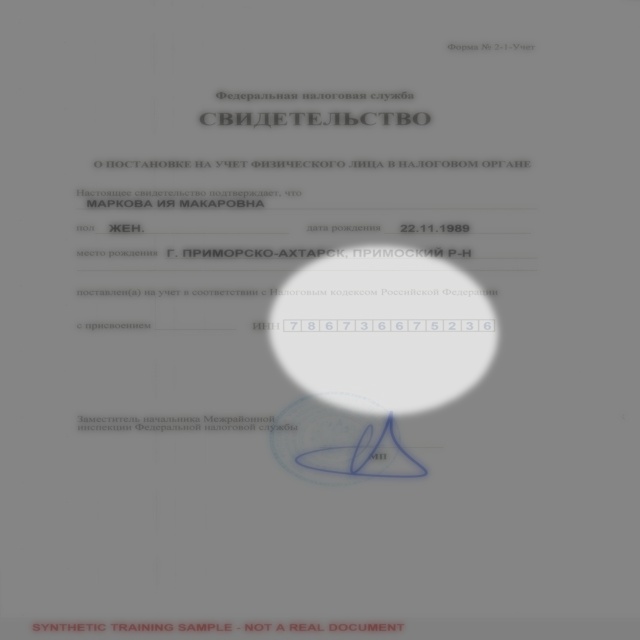 Форма № 2-1-Учет
Федеральная налоговая служба
СВИДЕТЕЛЬСТВО
О ПОСТАНОВКЕ НА УЧЕТ ФИЗИЧЕСКОГО ЛИЦА В НАЛОГОВОМ ОРГАНЕ
Настоящее свидетельство подтверждает, что
МАРКОВА ИЯ МАКАРОВНА
пол ЖЕН. дата рождения 22.11.1989
место рождения Г. ПРИМОРСКО-АХТАРСК, ПРИМОСКИЙ Р-Н
поставлен(а) на учет в соответствии с Налоговым кодексом Российской Федерации
с присвоением ИНН 786736675236
Заместитель начальника Межрайонной
инспекции Федеральной налоговой службы
МП
SYNTHETIC TRAINING SAMPLE - NOT A REAL DOCUMENT